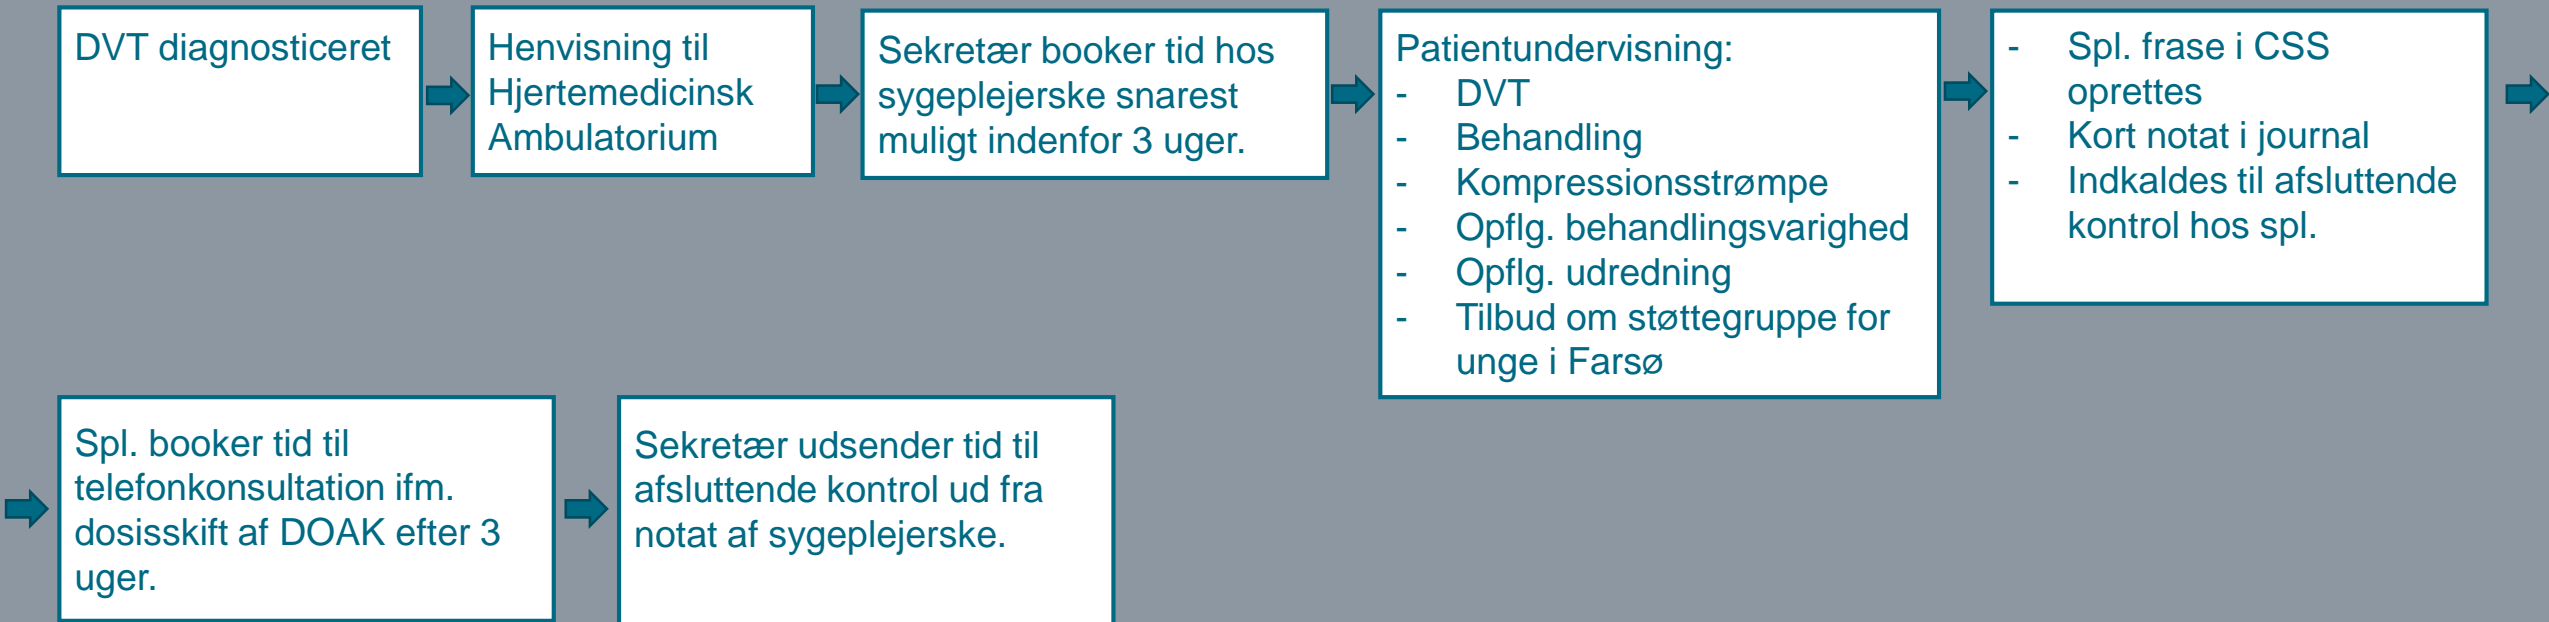 DVT diagnosticeret
Henvisning til
Hjertemedicinsk
Ambulatorium
Sekretær booker tid hos
sygeplejerske snarest
muligt indenfor 3 uger.
Patientundervisning:
- DVT
- Behandling
- Kompressionsstrømpe
- Opflg. behandlingsvarighed
- Opflg. udredning
- Tilbud om støttegruppe for
unge i Farsø
- Spl. frase i CSS
oprettes
- Kort notat i journal
- Indkaldes til afsluttende
kontrol hos spl.
Spl. booker tid til
telefonkonsultation ifm.
dosisskift af DOAK efter 3
uger.
Sekretær udsender tid til
afsluttende kontrol ud fra
notat af sygeplejerske.